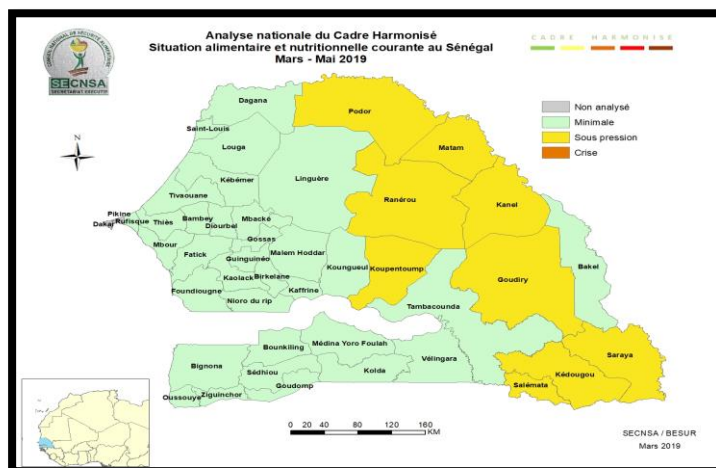 Analyse nationale du Cadre Harmonisé
Situation alimentaire et nutritionnelle courante au Sénégal
Mars - Mai 2019
CADRE HARMONISÉ
SECNSA
SECRETARIAT EXECUTIF
N
Non analysé
Minimale
Sous pression
Crise
Dagana
Podor
Saint-Louis
Louga
Matam
Linguère
Kébémer
Ranérou
Kanel
Tivaouane
Pikine
Dakar
Rufisque
Thiès
Bambey
Diourbel
Mbacké
Mbour
Gossas
Fatick
Guinguinéo
Malem Hoddar
Koungueul
Koupentoump
Bakel
Goudiry
Kaolack
Birkelane
Kaffrine
Foundiougne
Nioro du rip
Tambacounda
Bounkiling
Médina Yoro Foulah
Vélingara
Saraya
Bignona
Sédhiou
Kolda
Kédougou
Salémata
Goudomp
Oussouye
Ziguinchor
0 20 40 80 120 160
KM
SECNSA / BESUR
Mars 2019